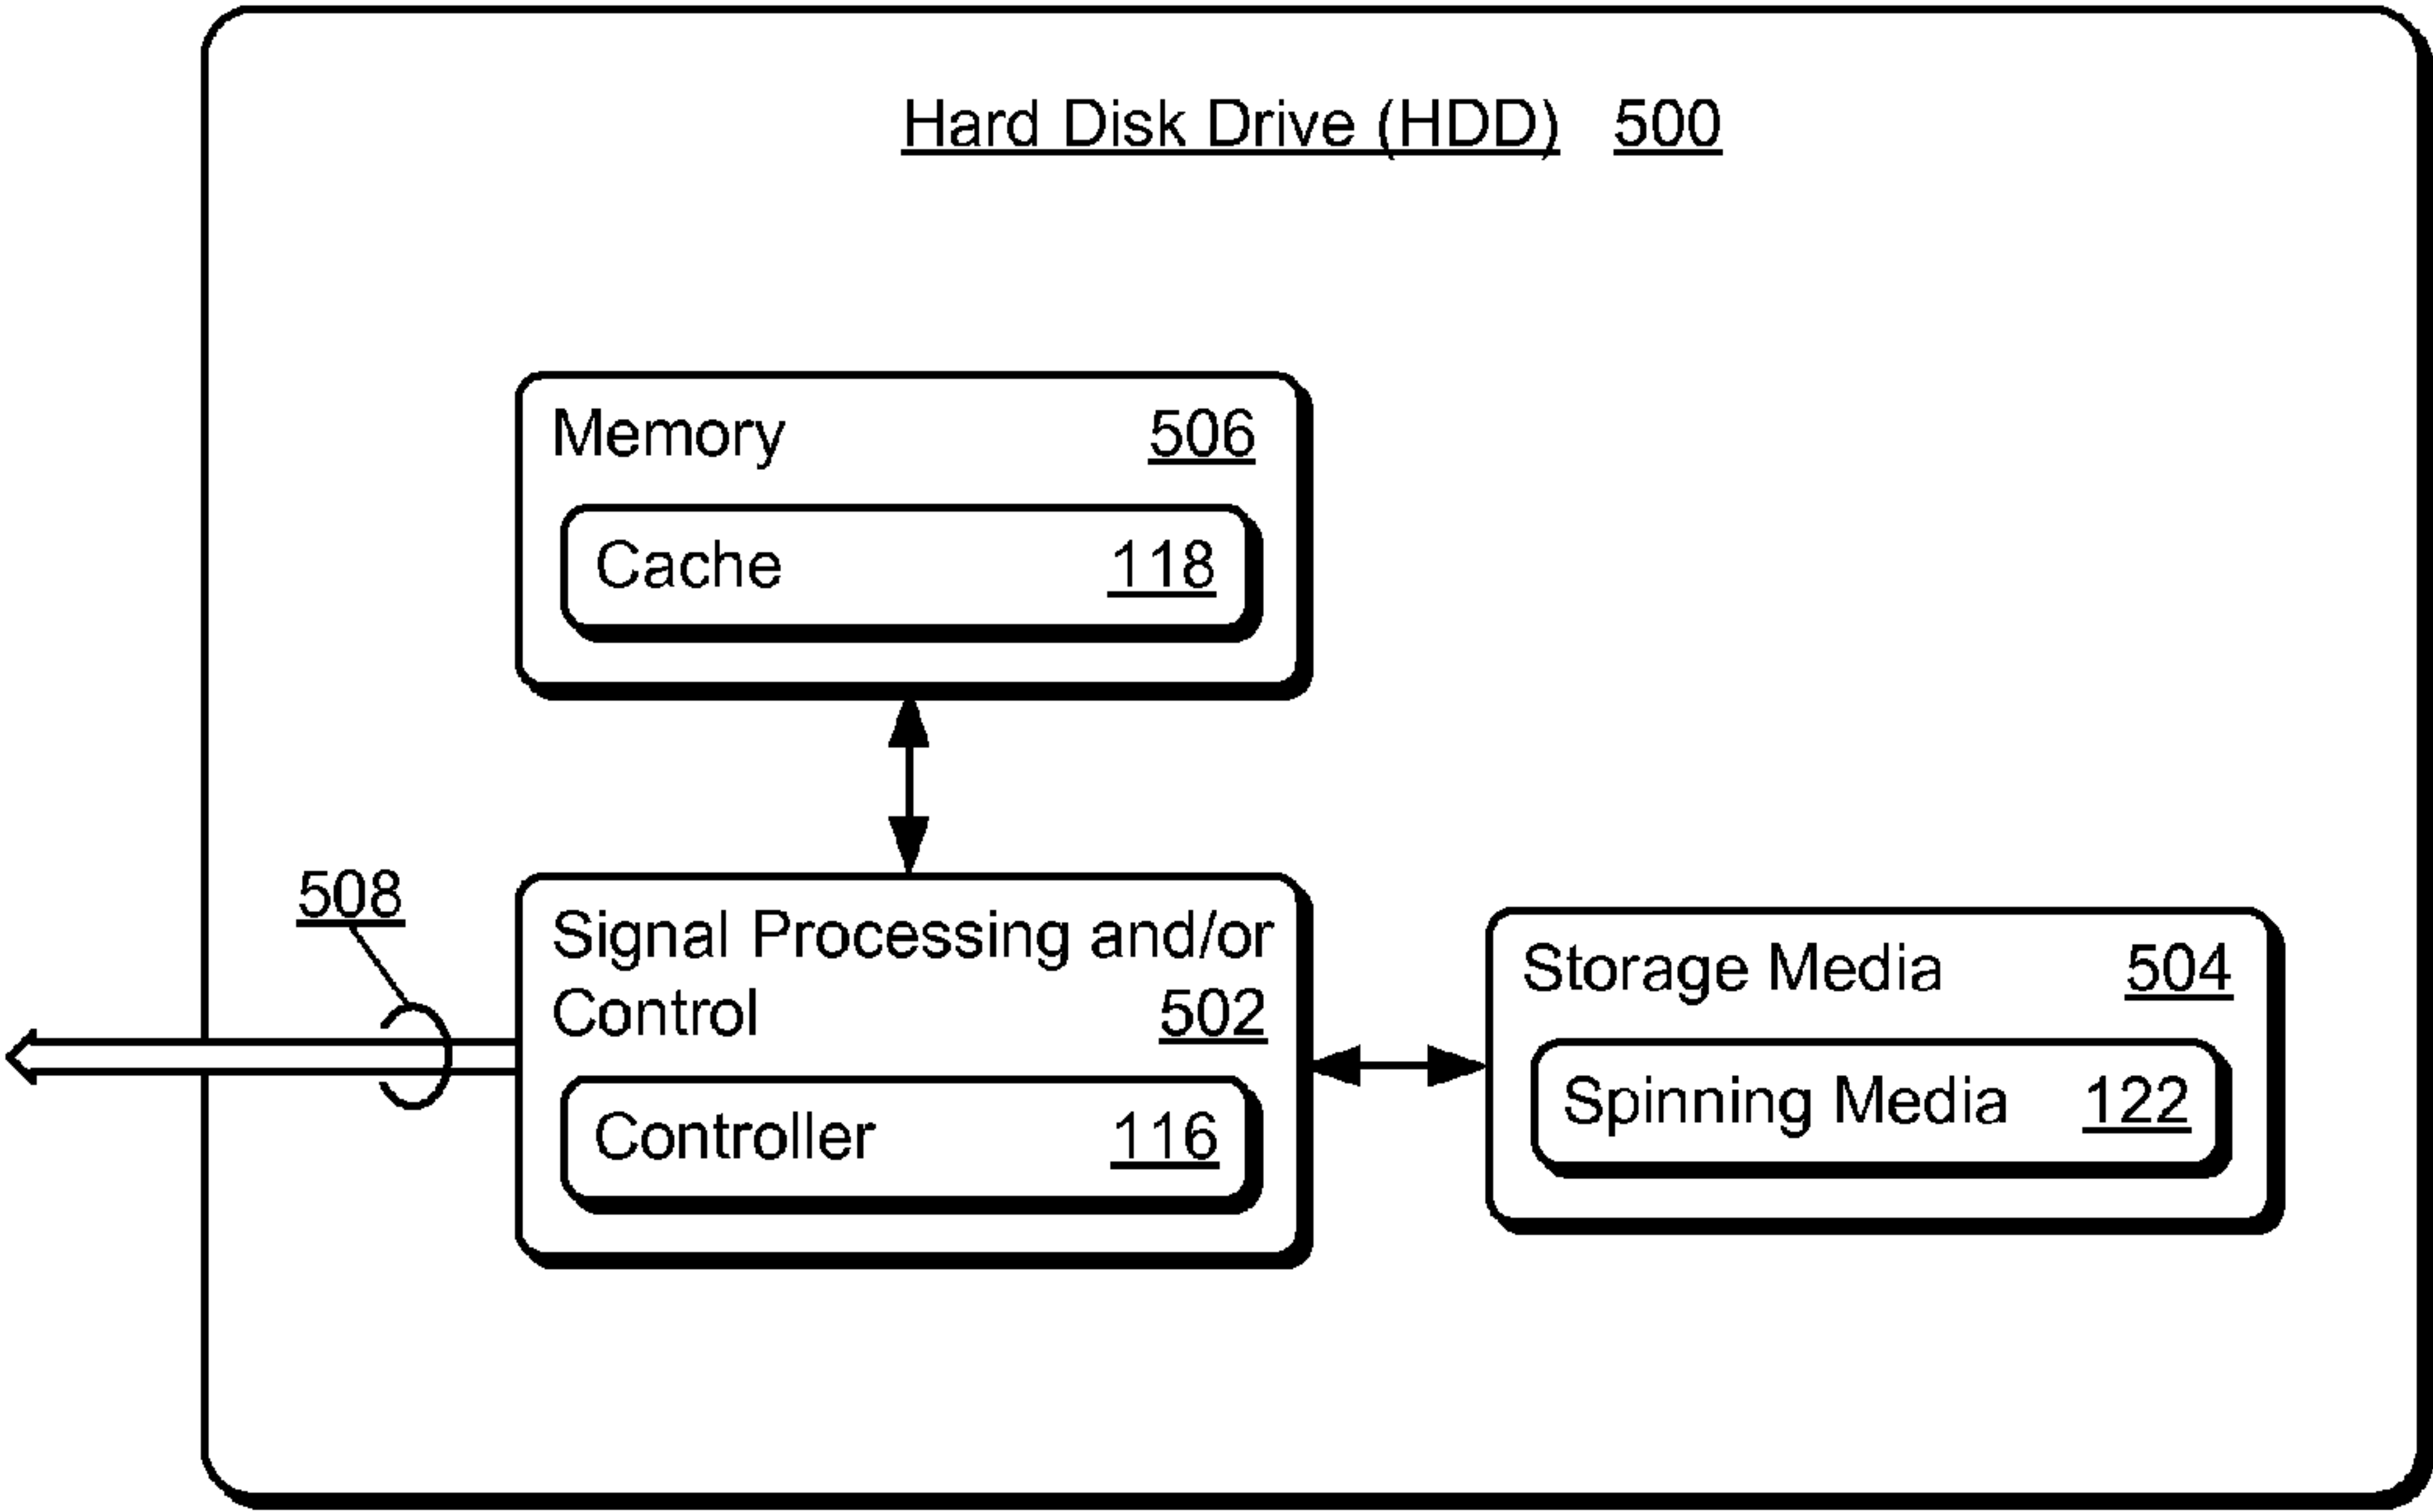 Hard Disk Drive (HDD) 500
Memory 506
Cache 118
508
Signal Processing and/or
Control 502
Controller 116
Storage Media 504
Spinning Media 122